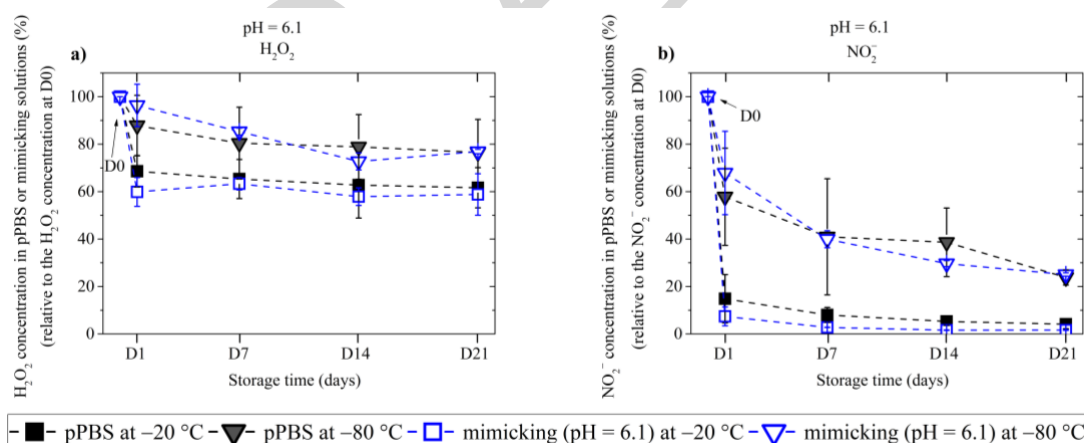 pH = 6.1
H₂O₂
a)
H₂O₂ concentration in pPBS or mimicking solutions (%)
(relative to the H₂O₂ concentration at D0)
100
80
60
40
20
0
D0
D1
D7
D14
D21
Storage time (days)
pH = 6.1
NO₂⁻
b)
NO₂⁻ concentration in pPBS or mimicking solutions (%)
(relative to the NO₂⁻ concentration at D0)
100
80
60
40
20
0
D0
D1
D7
D14
D21
Storage time (days)
pPBS at –20 °C
pPBS at –80 °C
mimicking (pH = 6.1) at –20 °C
mimicking (pH = 6.1) at –80 °C